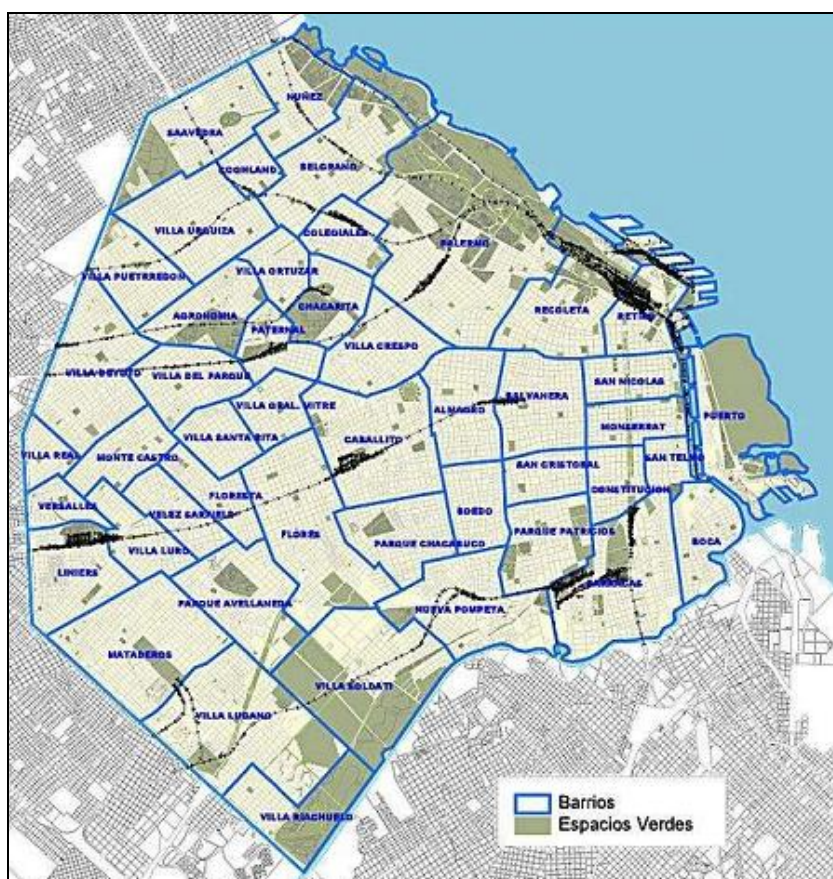 NUÑEZ
SAAVEDRA
COGHLAND
BELGRANO
VILLA URQUIZA
COLEGIALES
PALERMO
VILLA PUEYRREDON
VILLA ORTUZAR
CHACARITA
AGRONOMIA
PATERNAL
RECOLETA
RETIRO
VILLA CRESPO
VILLA DEVOTO
VILLA DEL PARQUE
SAN NICOLAS
BALVANERA
VILLA GRAL. MITRE
ALMAGRO
PUERTO
MONSERRAT
VILLA SANTA RITA
CABALLITO
VILLA REAL
MONTE CASTRO
SAN TELMO
SAN CRISTOBAL
FLORESTA
CONSTITUCION
VERSALLES
VELEZ SARSFIELD
BOEDO
FLORES
PARQUE PATRICIOS
BOCA
PARQUE CHACABUCO
VILLA LURO
LINIERS
BARRACAS
PARQUE AVELLANEDA
NUEVA POMPEYA
MATADEROS
VILLA SOLDATI
VILLA LUGANO
VILLA RIACHUELO
Barrios
Espacios Verdes